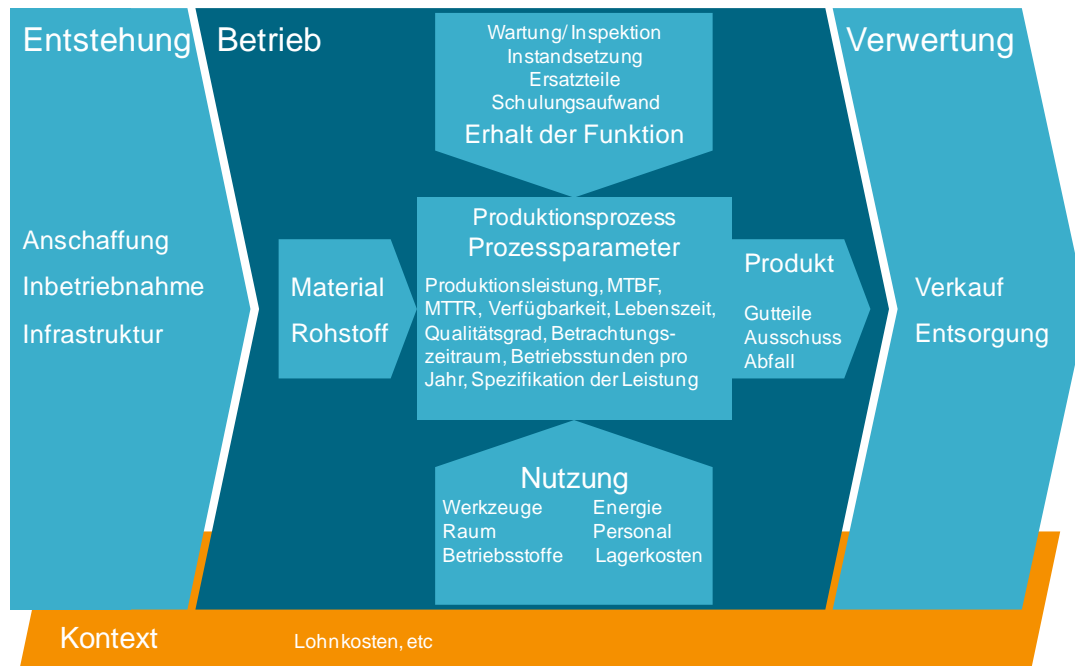 Entstehung
Anschaffung
Inbetriebnahme
Infrastruktur
Betrieb
Wartung/ Inspektion
Instandsetzung
Ersatzteile
Schulungsaufwand
Erhalt der Funktion
Material
Rohstoff
Produktionsprozess
Prozessparameter
Produktionsleistung, MTBF,
MTTR, Verfügbarkeit, Lebenszeit,
Qualitätsgrad, Betrachtungs-
zeitraum, Betriebsstunden pro
Jahr, Spezifikation der Leistung
Produkt
Gutteile
Ausschuss
Abfall
Nutzung
Werkzeuge Energie
Raum Personal
Betriebsstoffe Lagerkosten
Verwertung
Verkauf
Entsorgung
Kontext Lohnkosten, etc